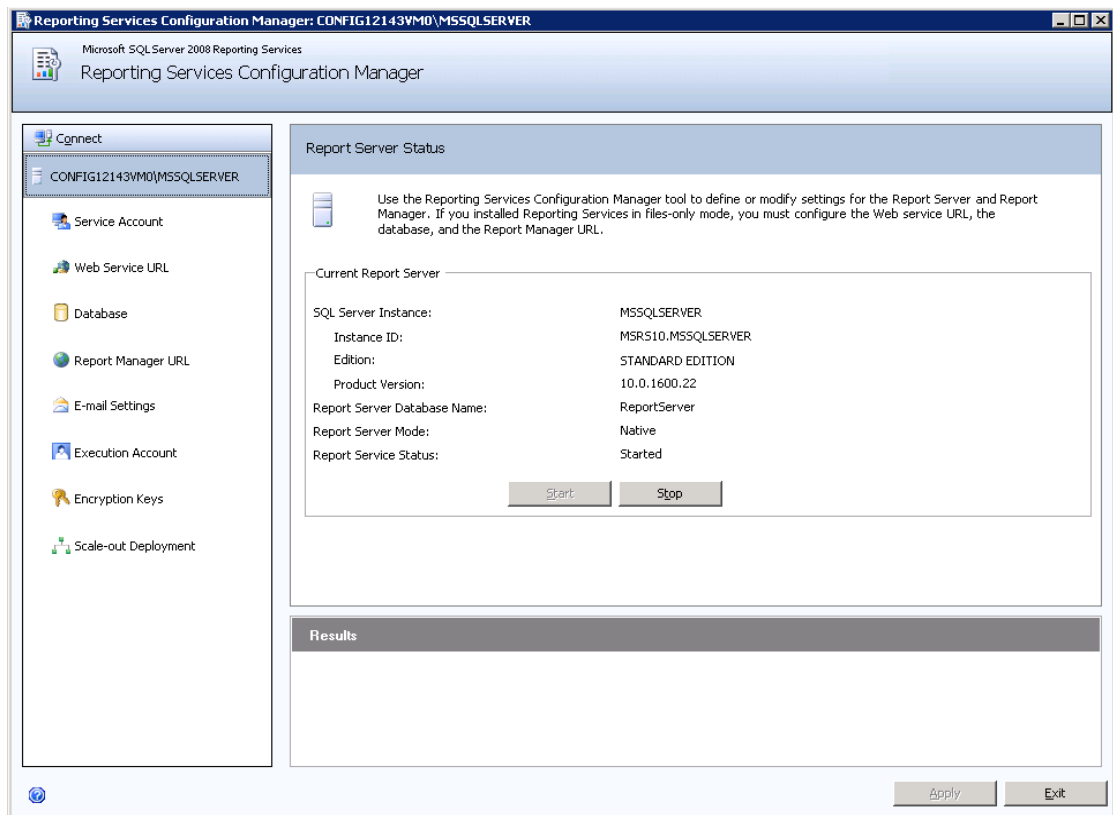 Reporting Services Configuration Manager: CONFIG12143VM0\MSSQLSERVER
Microsoft SQL Server 2008 Reporting Services
Reporting Services Configuration Manager
Connect
CONFIG12143VM0\MSSQLSERVER
Service Account
Web Service URL
Database
Report Manager URL
E-mail Settings
Execution Account
Encryption Keys
Scale-out Deployment
Report Server Status
Use the Reporting Services Configuration Manager tool to define or modify settings for the Report Server and Report
Manager. If you installed Reporting Services in files-only mode, you must configure the Web service URL, the
database, and the Report Manager URL.
Current Report Server
SQL Server Instance: MSSQLSERVER
Instance ID: MSRS10.MSSQLSERVER
Edition: STANDARD EDITION
Product Version: 10.0.1600.22
Report Server Database Name: ReportServer
Report Server Mode: Native
Report Service Status: Started
Start Stop
Results
Apply Exit